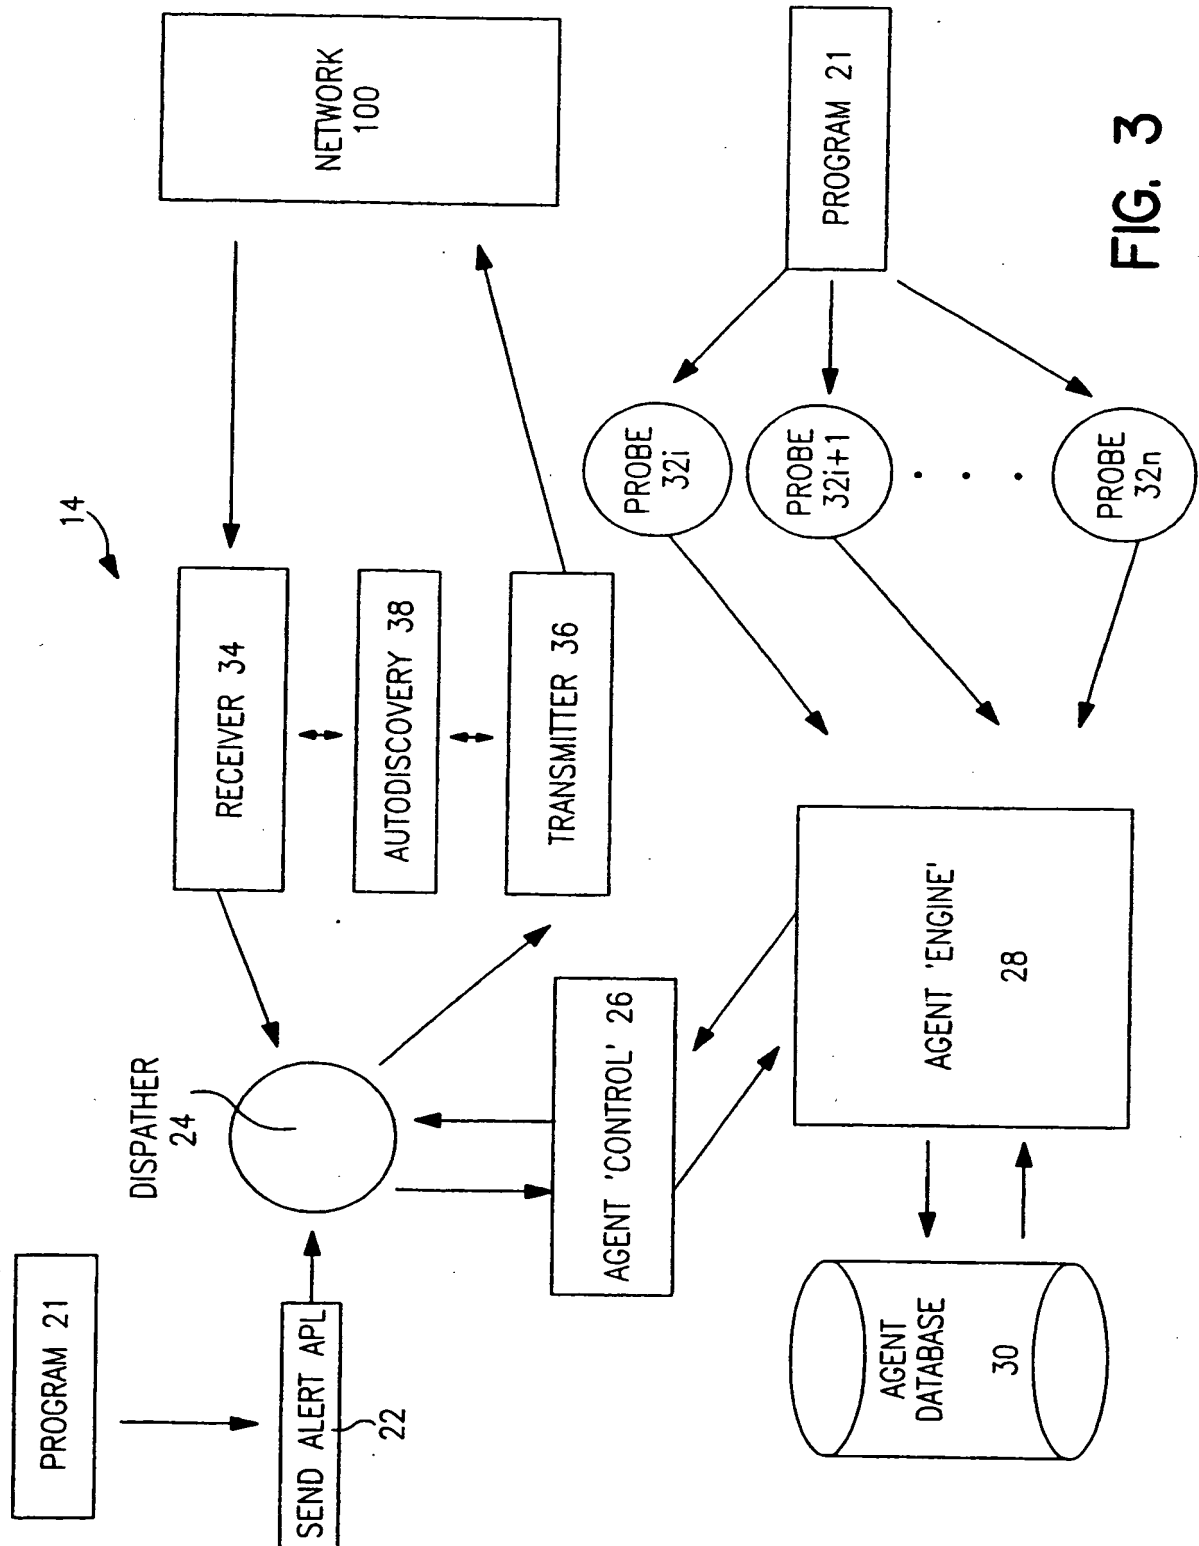 PROGRAM 21
SEND ALERT APL
22
DISPATHER
24
RECEIVER 34
14
NETWORK
100
AUTODISCOVERY 38
TRANSMITTER 36
AGENT 'CONTROL' 26
AGENT
DATABASE
30
AGENT 'ENGINE'
28
PROBE
32i
PROBE
32i+1
PROBE
32n
PROGRAM 21
FIG. 3